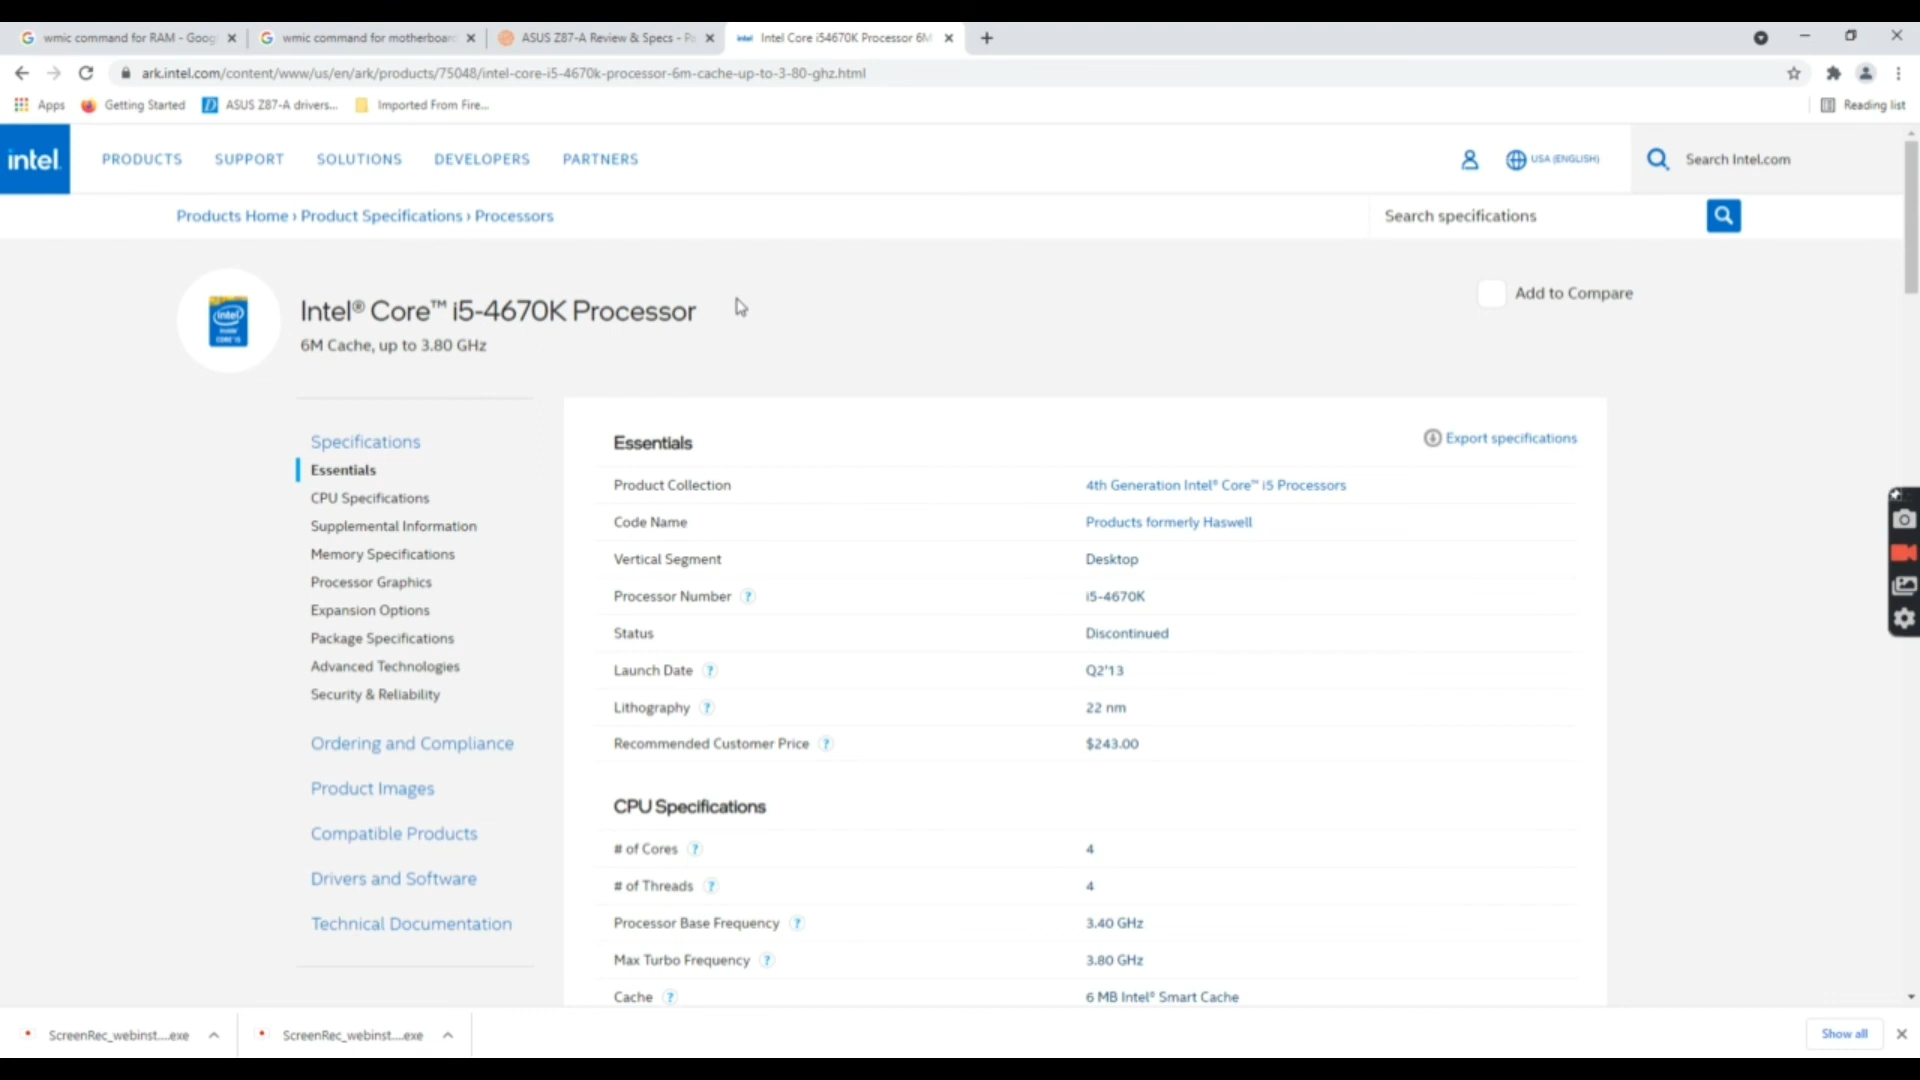 wmic command for RAM - Goog
wmic command for motherboar
ASUS Z87-A Review & Specs - P
Intel Core i54670K Processor 6M
ark.intel.com/content/www/us/en/ark/products/75048/intel-core-i5-4670k-processor-6m-cache-up-to-3-80-ghz.html
Apps
Getting Started
ASUS Z87-A drivers...
Imported From Fire...
Reading list
intel.
PRODUCTS
SUPPORT
SOLUTIONS
DEVELOPERS
PARTNERS
USA (ENGLISH)
Search Intel.com
Products Home › Product Specifications › Processors
Search specifications
Intel® Core™ i5-4670K Processor
6M Cache, up to 3.80 GHz
Add to Compare
Specifications
Essentials
CPU Specifications
Supplemental Information
Memory Specifications
Processor Graphics
Expansion Options
Package Specifications
Advanced Technologies
Security & Reliability
Ordering and Compliance
Product Images
Compatible Products
Drivers and Software
Technical Documentation
Essentials
Export specifications
Product Collection 4th Generation Intel® Core™ i5 Processors
Code Name Products formerly Haswell
Vertical Segment Desktop
Processor Number ? i5-4670K
Status Discontinued
Launch Date ? Q2'13
Lithography ? 22 nm
Recommended Customer Price ? $243.00
CPU Specifications
# of Cores ? 4
# of Threads ? 4
Processor Base Frequency ? 3.40 GHz
Max Turbo Frequency ? 3.80 GHz
Cache ? 6 MB Intel® Smart Cache
ScreenRec_webinst....exe
ScreenRec_webinst....exe
Show all